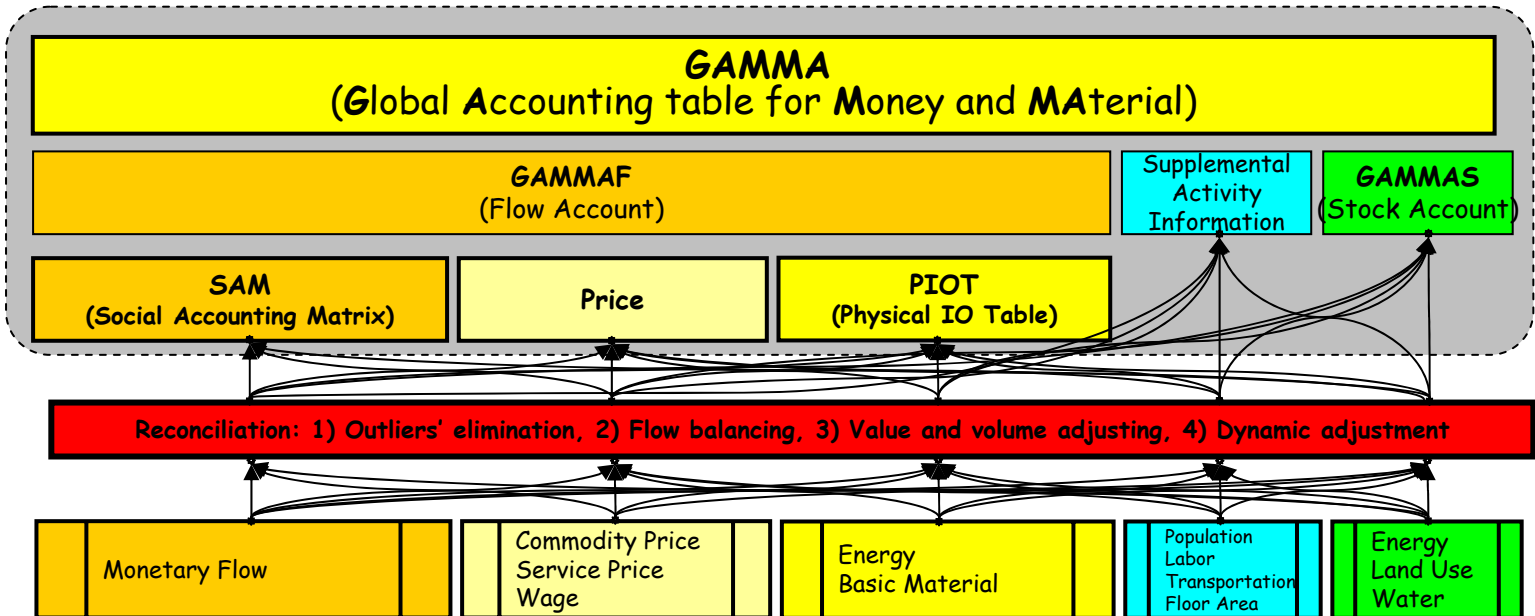 GAMMA
(Global Accounting table for Money and MAterial)
GAMMAF
(Flow Account)
Supplemental
Activity
Information
GAMMAS
(Stock Account)
SAM
(Social Accounting Matrix)
Price
PIOT
(Physical IO Table)
Reconciliation: 1) Outliers’ elimination, 2) Flow balancing, 3) Value and volume adjusting, 4) Dynamic adjustment
Monetary Flow
Commodity Price
Service Price
Wage
Energy
Basic Material
Population
Labor
Transportation
Floor Area
Energy
Land Use
Water